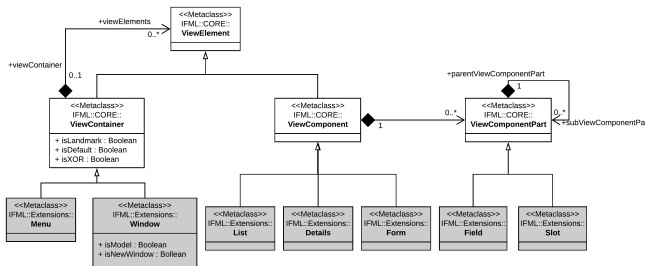 <<Metaclass>>
IFML::CORE::
ViewElement
+viewElements
0..*
+viewContainer
0..1
<<Metaclass>>
IFML::CORE::
ViewContainer
+ isLandmark : Boolean
+ isDefault : Boolean
+ isXOR : Boolean
<<Metaclass>>
IFML::CORE::
ViewComponent
1
0..*
<<Metaclass>>
IFML::CORE::
ViewComponentPart
+parentViewComponentPart
1
0..*
+subViewComponentPa
<<Metaclass>>
IFML::Extensions::
Menu
<<Metaclass>>
IFML::Extensions::
Window
+ isModel : Boolean
+ isNewWindow : Bollean
<<Metaclass>>
IFML::Extensions::
List
<<Metaclass>>
IFML::Extensions::
Details
<<Metaclass>>
IFML::Extensions::
Form
<<Metaclass>>
IFML::Extensions::
Field
<<Metaclass>>
IFML::Extensions::
Slot